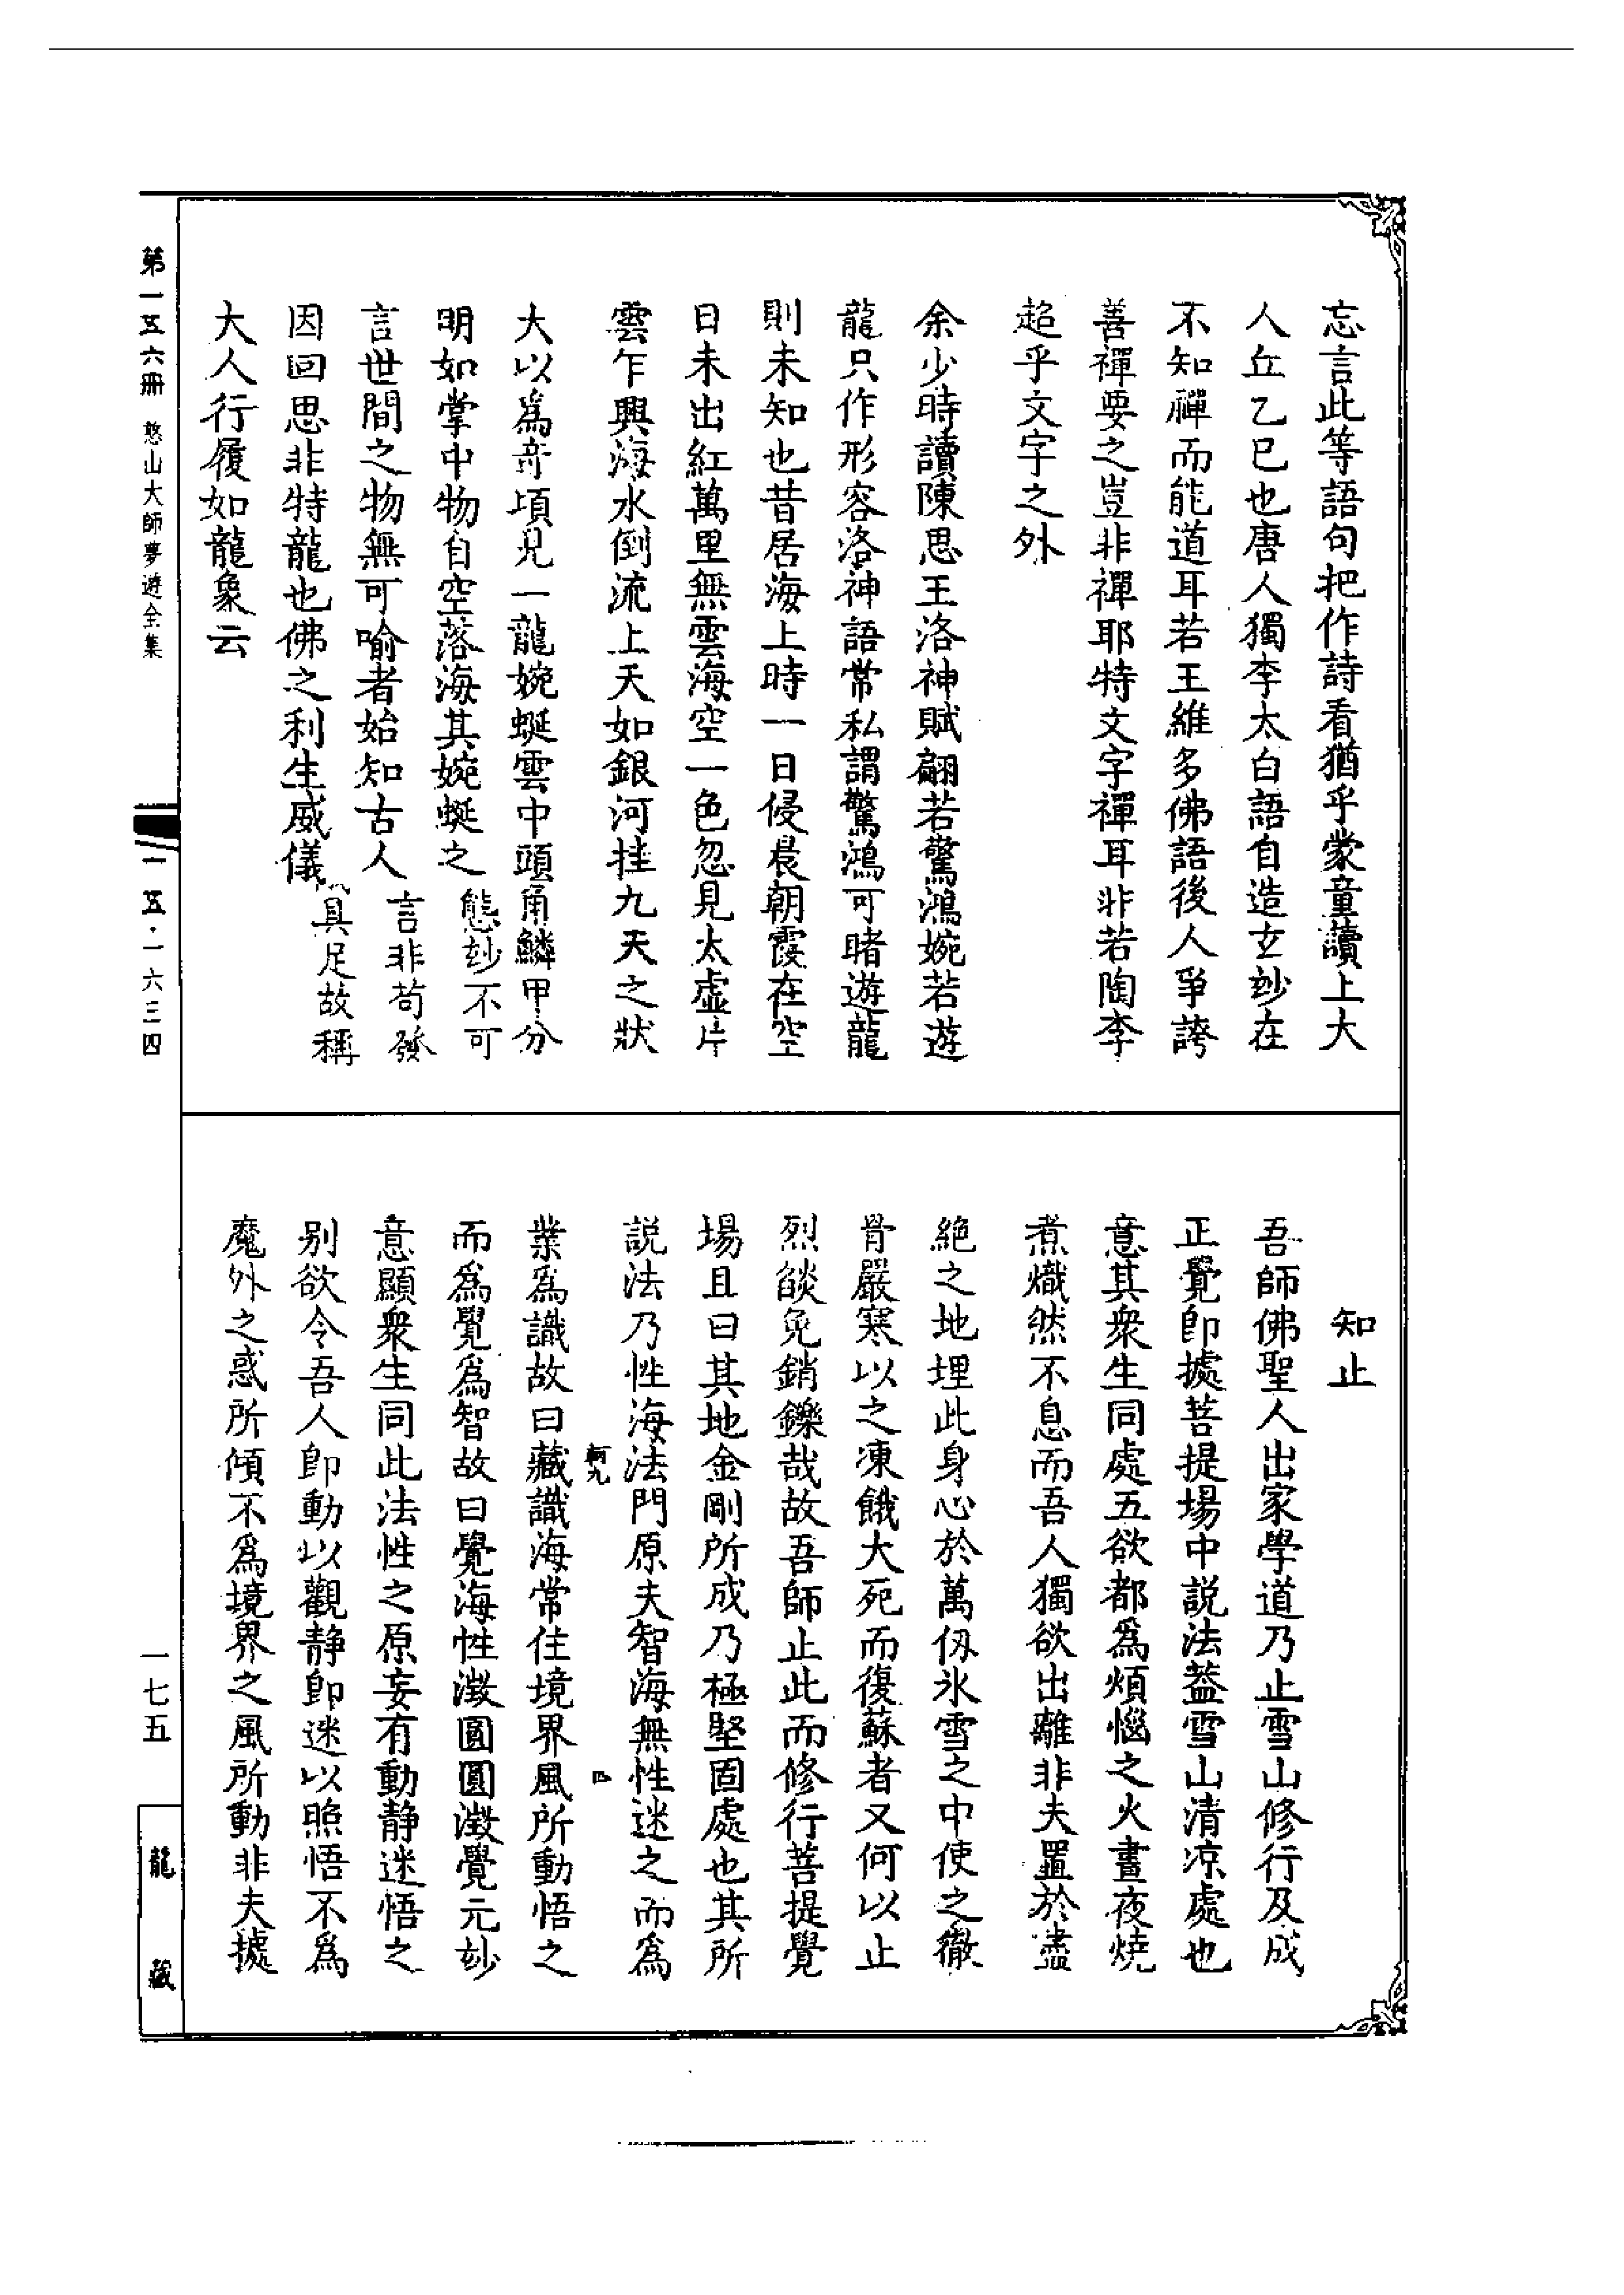 忘言此等語句把作詩看猶乎蒙童讀上大
人丘乙已也唐人獨李太白語自造玄玅在
不知禪而能道耳若王維多佛語後人爭誇
善禪要之豈非禪耶特文字禪耳非若陶李
超乎文字之外
余少時讀陳思王洛神賦翩若驚鴻婉若遊
龍只作形容洛神語常私謂驚鴻可睹遊龍
則未知也昔居海上時一日侵晨朝霞在空
日未出紅萬里無雲海空一色忽見太虛片
雲乍興海水倒流上天如銀河挂九天之狀
大以為奇頃見一龍婉蜒雲中頭角鱗甲分
明如掌中物自空落海其婉蜒之態玅不可
言世間之物無可喻者始知古人言非苟發
因回思非特龍也佛之利生威儀具足故稱
大人行履如龍象云
知止
吾師佛聖人出家學道乃止雪山修行及成
正覺卽據菩提場中說法蓋雪山清凉處也
意其衆生同處五欲都爲煩惱之火晝夜燒
煮熾然不息而吾人獨欲出離非夫置於盡
絕之地埋此身心於萬仭氷雪之中使之徹
骨嚴寒以之凍餓大死而復蘇者又何以止
烈燄免銷鑠哉故吾師止此而修行菩提覺
場且曰其地金剛所成乃極堅固處也其所
說法乃性海法門原夫智海無性迷之而爲
軻九
四
業爲識故曰藏識海常住境界風所動悟之
而爲覺爲智故曰覺海性澂圓圓澂覺元玅
意顯衆生同此法性之原妄有動静迷悟之
別欲令吾人卽動以觀静卽迷以照悟不爲
魔外之惑所傾不爲境界之風所動非夫據
第一五六冊 憨山大師夢遊全集
一五·一六三四
一七五
龍藏